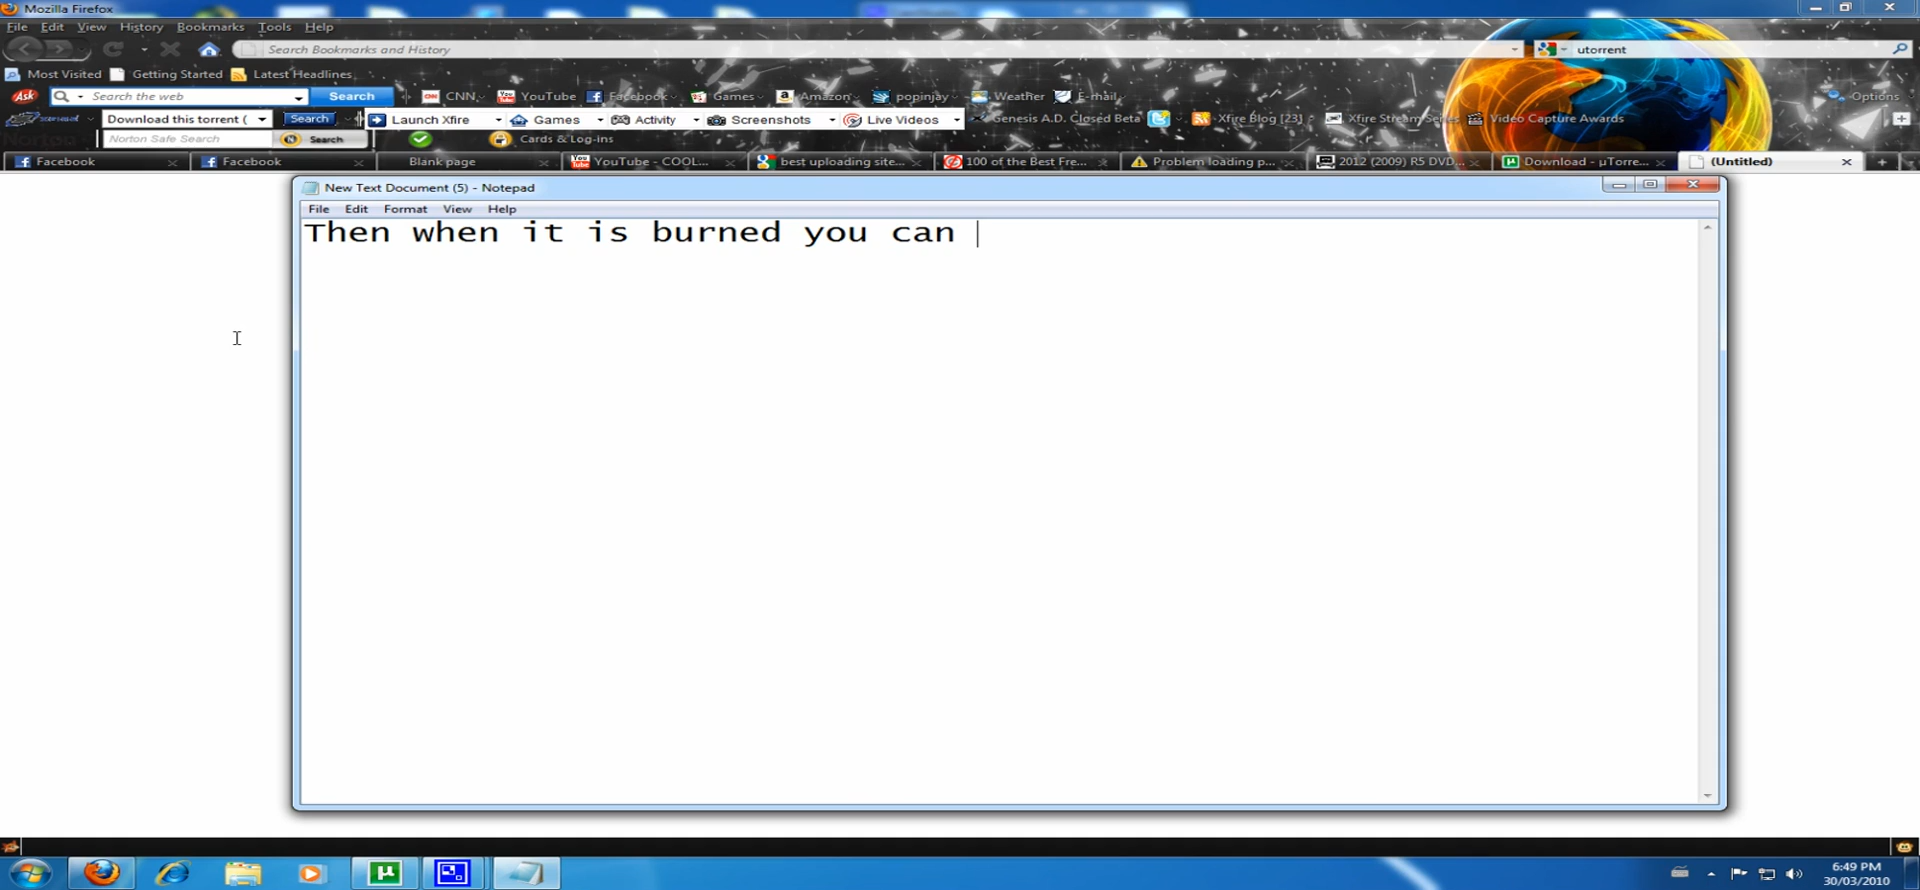 Mozilla Firefox
File Edit View History Bookmarks Tools Help
Search Bookmarks and History utorrent
Most Visited Getting Started Latest Headlines
Ask Search the web Search CNN YouTube Facebook Games Amazon popinjay Weather E-mail Options
Download this torrent ( Search Launch Xfire Games Activity Screenshots Live Videos Genesis A.D. Closed Beta Xfire Blog [23] Xfire Stream Series Video Capture Awards
Norton Safe Search Search Cards & Log-ins
Facebook Facebook Blank page YouTube - COOL... best uploading site... 100 of the Best Fre... Problem loading p... 2012 (2009) R5 DVD... Download - µTorre... (Untitled)
New Text Document (5) - Notepad
File Edit Format View Help
Then when it is burned you can
6:49 PM
30/03/2010